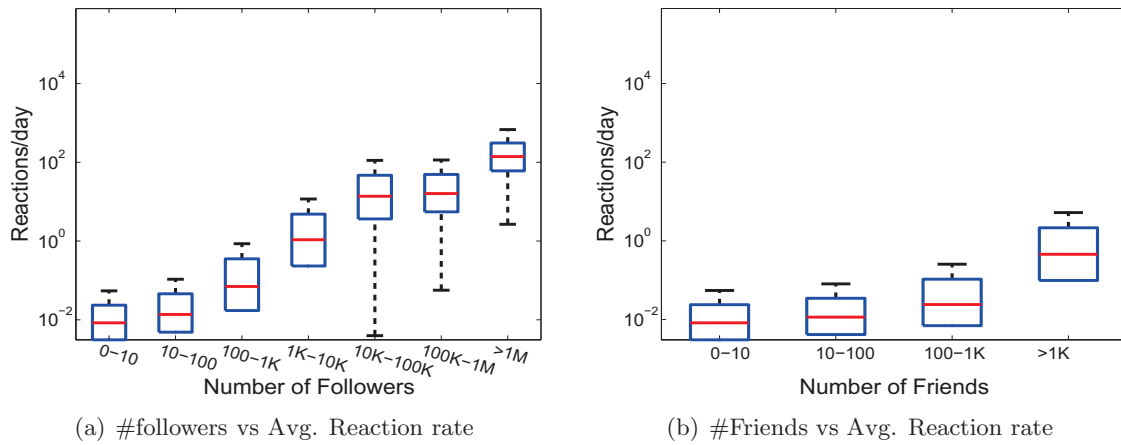 10^4
10^2
10^0
10^−2
Reactions/day
0−10
10−100
100−1K
1K−10K
10K−100K
100K−1M
>1M
Number of Followers
(a) #followers vs Avg. Reaction rate
10^4
10^2
10^0
10^−2
Reactions/day
0−10
10−100
100−1K
>1K
Number of Friends
(b) #Friends vs Avg. Reaction rate